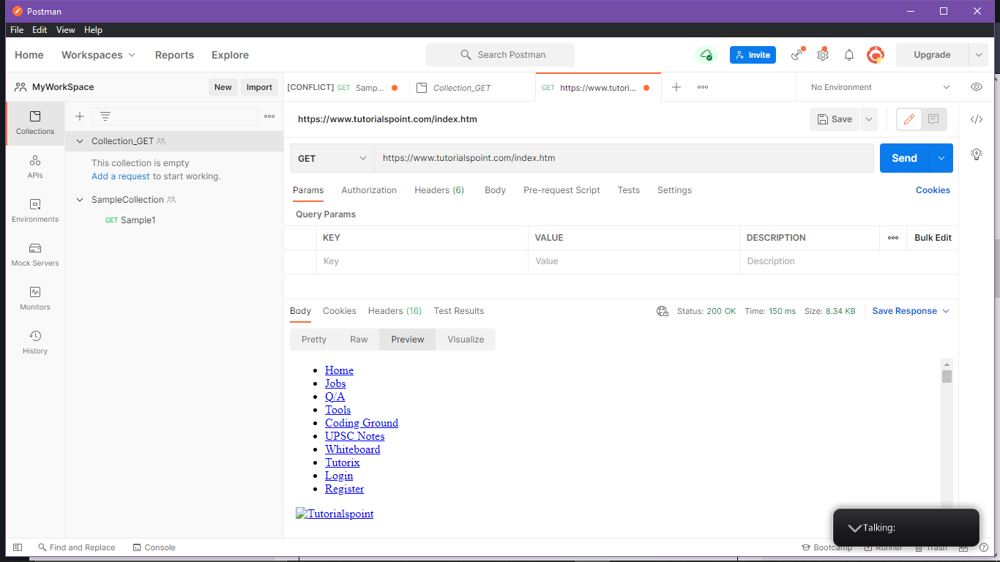 Postman
File Edit View Help
Home Workspaces Reports Explore Search Postman Invite Upgrade
MyWorkSpace New Import
[CONFLICT] GET Samp... Collection_GET GET https://www.tutori... No Environment
Collections
APIs
Environments
Mock Servers
Monitors
History
Collection_GET
This collection is empty
Add a request to start working.
SampleCollection
GET Sample1
https://www.tutorialspoint.com/index.htm Save
GET https://www.tutorialspoint.com/index.htm Send
Params Authorization Headers (6) Body Pre-request Script Tests Settings Cookies
Query Params
KEY VALUE DESCRIPTION Bulk Edit
Key Value Description
Body Cookies Headers (16) Test Results Status: 200 OK Time: 150 ms Size: 8.34 KB Save Response
Pretty Raw Preview Visualize
Home
Jobs
Q/A
Tools
Coding Ground
UPSC Notes
Whiteboard
Tutorix
Login
Register
Tutorialspoint
Talking:
Find and Replace Console Bootcamp Runner Trash